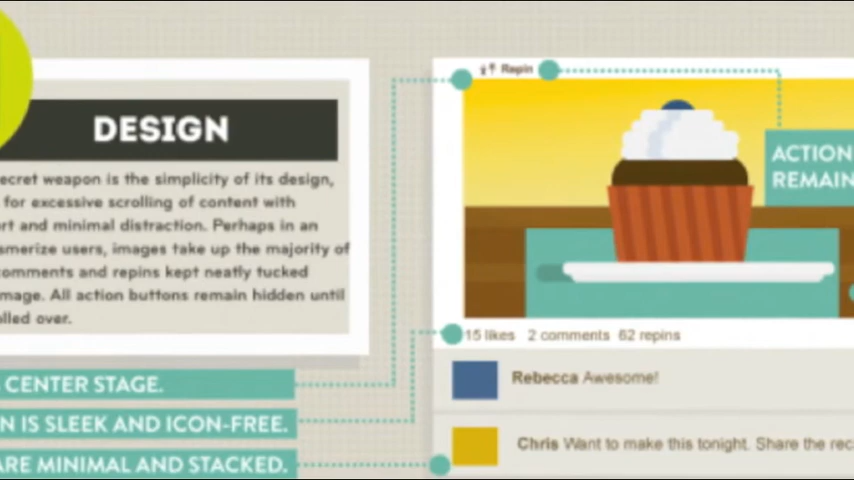 DESIGN
ecret weapon is the simplicity of its design,
for excessive scrolling of content with
rt and minimal distraction. Perhaps in an
smerize users, images take up the majority of
comments and repins kept neatly tucked
mage. All action buttons remain hidden until
lled over.
CENTER STAGE.
N IS SLEEK AND ICON-FREE.
ARE MINIMAL AND STACKED.
Repin
ACTION
REMAIN
15 likes 2 comments 62 repins
Rebecca Awesome!
Chris Want to make this tonight. Share the rec